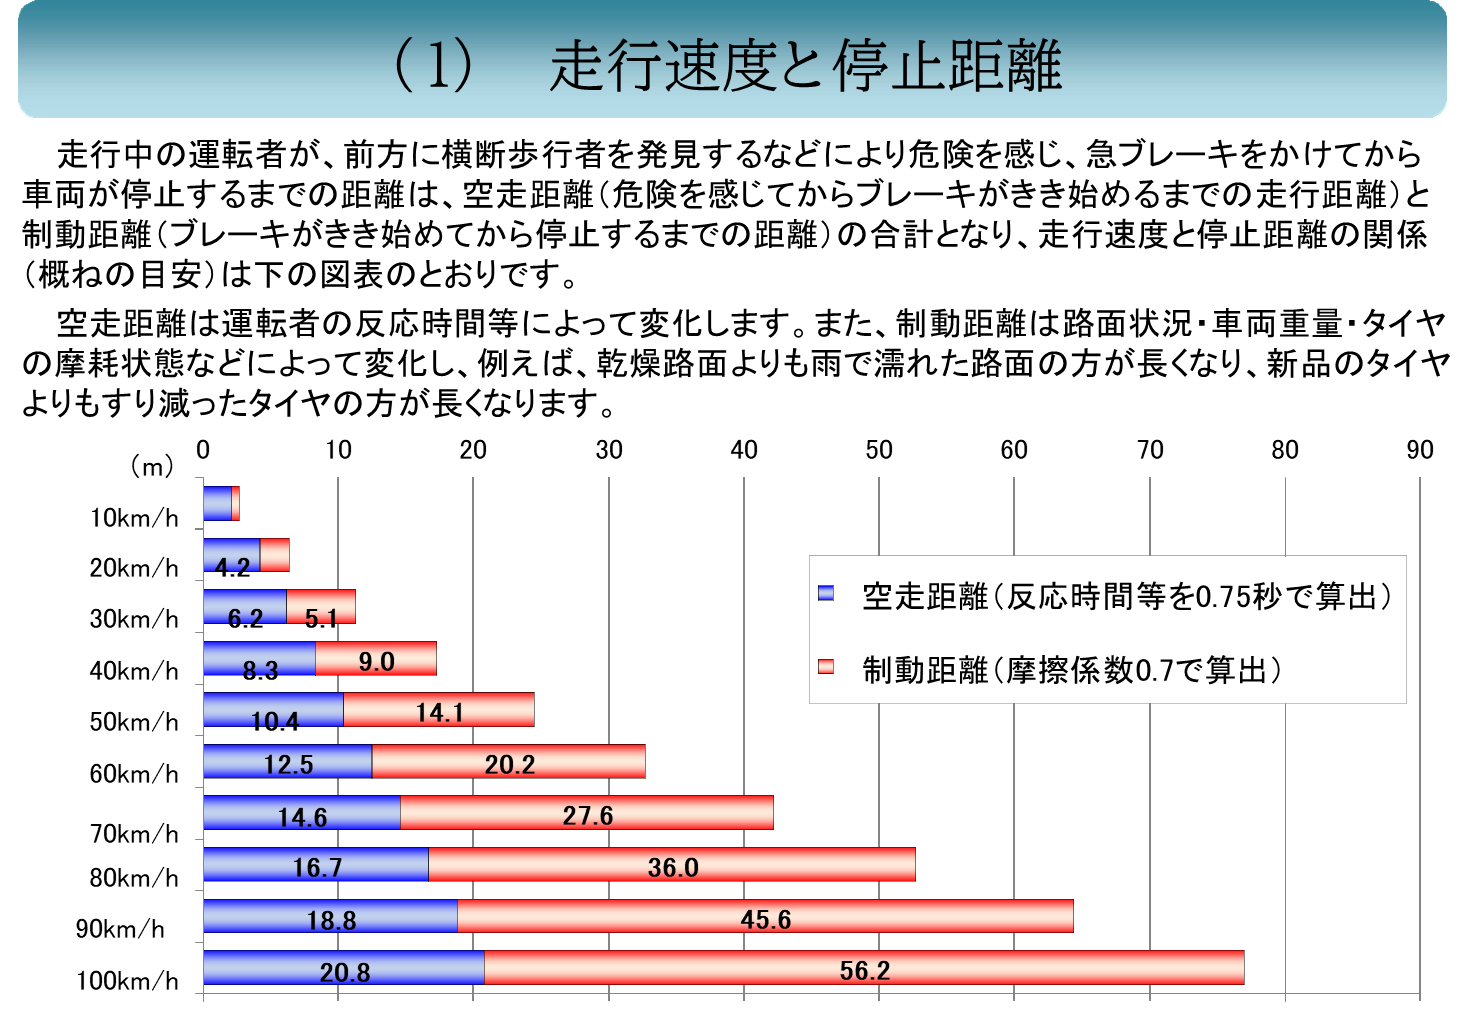 （1）　走行速度と停止距離
走行中の運転者が、前方に横断歩行者を発見するなどにより危険を感じ、急ブレーキをかけてから
車両が停止するまでの距離は、空走距離（危険を感じてからブレーキがきき始めるまでの走行距離）と
制動距離（ブレーキがきき始めてから停止するまでの距離）の合計となり、走行速度と停止距離の関係
（概ねの目安）は下の図表のとおりです。
空走距離は運転者の反応時間等によって変化します。また、制動距離は路面状況・車両重量・タイヤ
の摩耗状態などによって変化し、例えば、乾燥路面よりも雨で濡れた路面の方が長くなり、新品のタイヤ
よりもすり減ったタイヤの方が長くなります。
（m） 0 10 20 30 40 50 60 70 80 90
10km/h
20km/h 4.2
30km/h 6.2 5.1
40km/h 8.3 9.0
50km/h 10.4 14.1
60km/h 12.5 20.2
70km/h 14.6 27.6
80km/h 16.7 36.0
90km/h 18.8 45.6
100km/h 20.8 56.2
空走距離（反応時間等を0.75秒で算出）
制動距離（摩擦係数0.7で算出）